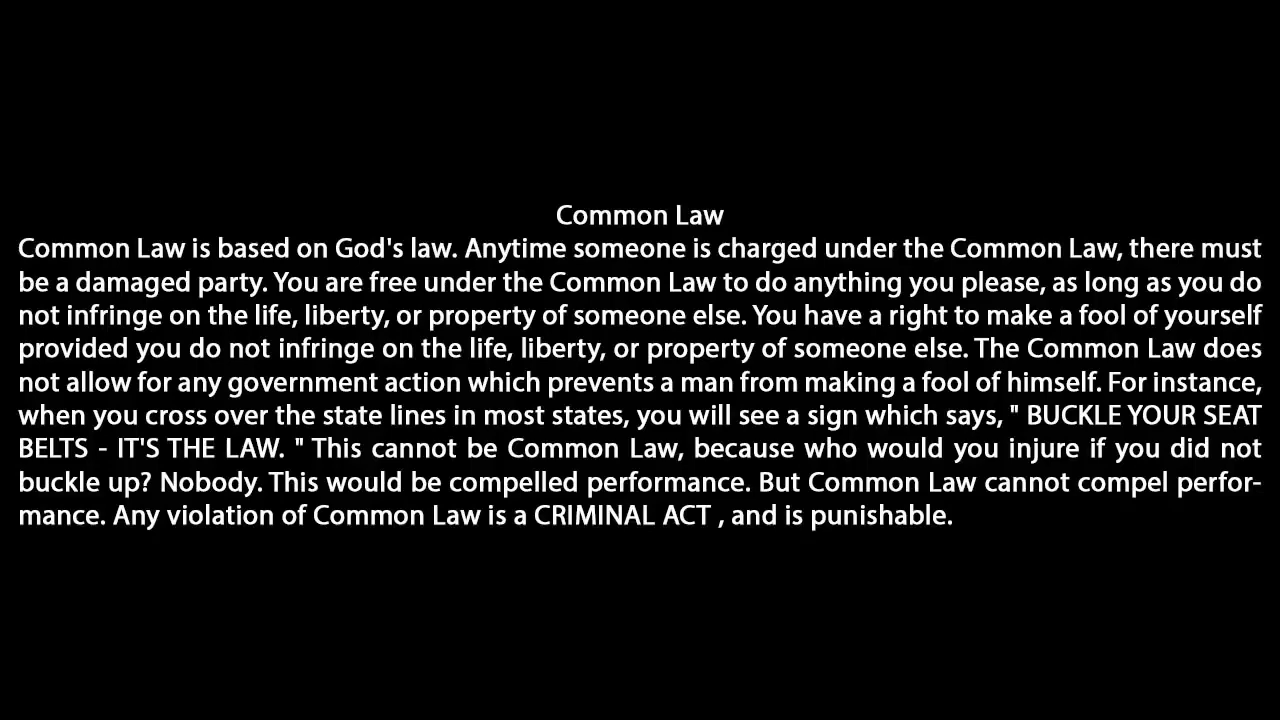 Common Law
Common Law is based on God's law. Anytime someone is charged under the Common Law, there must
be a damaged party. You are free under the Common Law to do anything you please, as long as you do
not infringe on the life, liberty, or property of someone else. You have a right to make a fool of yourself
provided you do not infringe on the life, liberty, or property of someone else. The Common Law does
not allow for any government action which prevents a man from making a fool of himself. For instance,
when you cross over the state lines in most states, you will see a sign which says, " BUCKLE YOUR SEAT
BELTS - IT'S THE LAW. " This cannot be Common Law, because who would you injure if you did not
buckle up? Nobody. This would be compelled performance. But Common Law cannot compel perfor-
mance. Any violation of Common Law is a CRIMINAL ACT , and is punishable.